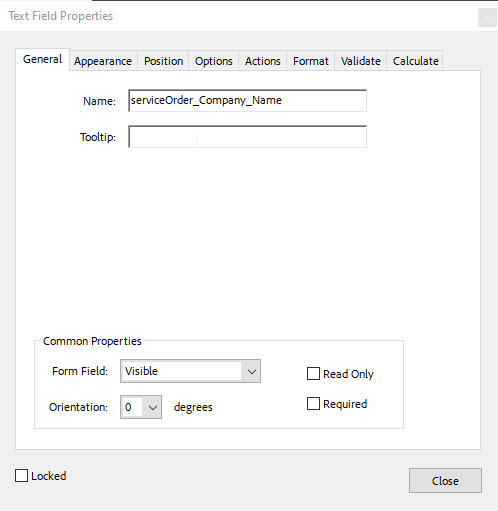 Text Field Properties
General Appearance Position Options Actions Format Validate Calculate
Name: serviceOrder_Company_Name
Tooltip:
Common Properties
Form Field: Visible Read Only
Orientation: 0 degrees Required
Locked Close